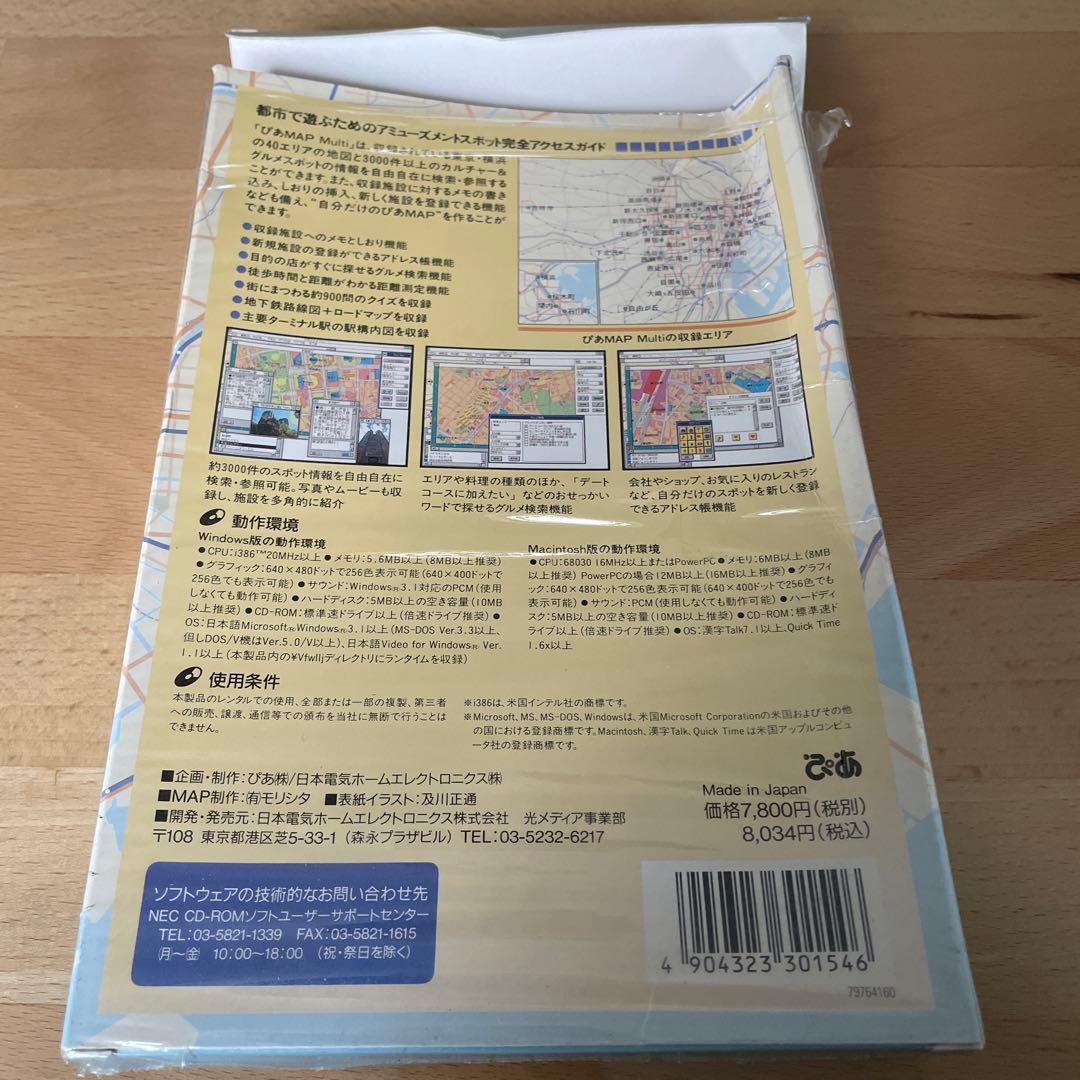 都市で遊ぶためのアミューズメントスポット完全アクセスガイド
「ぴあMAP Multi」は、収録されている東京・横浜
の40エリアの地図と3000件以上のカルチャー&
グルメスポットの情報を自由自在に検索・参照する
ことができます。また、収録施設に対するメモの書き
込み、しおりの挿入、新しく施設を登録できる機能
なども備え、"自分だけのぴあMAP"を作ることが
できます。
●収録施設へのメモとしおり機能
●新規施設の登録ができるアドレス帳機能
●目的の店がすぐに探せるグルメ検索機能
●徒歩時間と距離がわかる距離測定機能
●街にまつわる約900問のクイズを収録
●地下鉄路線図+ロードマップを収録
●主要ターミナル駅の駅構内図を収録
吉祥寺
下北沢
自由が丘
横浜
桜木町
関内
石川町
ぴあMAP Multiの収録エリア
約3000件のスポット情報を自由自在に
検索・参照可能。写真やムービーも収
録し、施設を多角的に紹介
エリアや料理の種類のほか、「デート
コースに加えたい」などのおせっかい
ワードで探せるグルメ検索機能
会社やショップ、お気に入りのレストラン
など、自分だけのスポットを新しく登録
できるアドレス帳機能
動作環境
Windows版の動作環境
●CPU:i386™20MHz以上 ●メモリ:5.6MB以上(8MB以上推奨)
●グラフィック:640×480ドットで256色表示可能(640×400ドットで
256色でも表示可能) ●サウンド:Windows®3.1対応のPCM(使用
しなくても動作可能) ●ハードディスク:5MB以上の空き容量(10MB
以上推奨) ●CD-ROM:標準速ドライブ以上(倍速ドライブ推奨) ●
OS:日本語Microsoft®Windows®3.1以上(MS-DOS Ver.3.3以上、
但しDOS/V機はVer.5.0/V以上)、日本語Video for Windows® Ver.
1.1以上(本製品内の¥Vfwlljディレクトリにランタイムを収録)
Macintosh版の動作環境
●CPU:68030 16MHz以上またはPowerPC ●メモリ:6MB以上(8MB
以上推奨) PowerPCの場合12MB以上(16MB以上推奨) ●グラフィ
ック:640×480ドットで256色表示可能(640×400ドットで256色でも
表示可能) ●サウンド:PCM(使用しなくても動作可能) ●ハードディ
スク:5MB以上の空き容量(10MB以上推奨) ●CD-ROM:標準速ド
ライブ以上(倍速ドライブ推奨) ●OS:漢字Talk7.1以上、Quick Time
1.6x以上
使用条件
本製品のレンタルでの使用、全部または一部の複製、第三者
への販売、譲渡、通信等での頒布を当社に無断で行うことは
できません。
※i386は、米国インテル社の商標です。
※Microsoft、MS、MS-DOS、Windowsは、米国Microsoft Corporationの米国およびその他
の国における登録商標です。Macintosh、漢字Talk、Quick Timeは米国アップルコンピュ
ータ社の登録商標です。
ぴあ
■企画・制作:ぴあ㈱/日本電気ホームエレクトロニクス㈱
■MAP制作:㈲モリシタ ■表紙イラスト:及川正通
■開発・発売元:日本電気ホームエレクトロニクス株式会社 光メディア事業部
〒108 東京都港区芝5-33-1(森永プラザビル) TEL:03-5232-6217
Made in Japan
価格7,800円(税別)
8,034円(税込)
ソフトウェアの技術的なお問い合わせ先
NEC CD-ROMソフトユーザーサポートセンター
TEL:03-5821-1339 FAX:03-5821-1615
㈪~㈮ 10:00~18:00 (祝・祭日を除く)
4 904323 301546
79764160